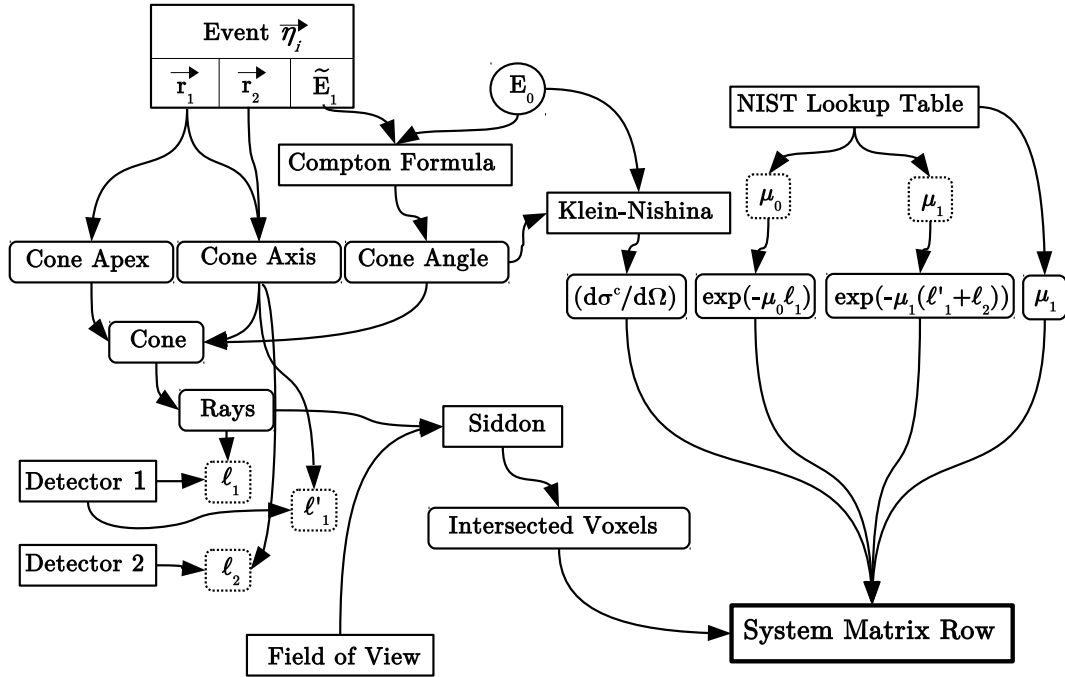 Event η⃗ᵢ
r⃗₁ r⃗₂ Ẽ₁
E₀
NIST Lookup Table
Compton Formula
μ₀
μ₁
Klein-Nishina
Cone Apex
Cone Axis
Cone Angle
(dσᶜ/dΩ)
exp(-μ₀ℓ₁)
exp(-μ₁(ℓ'₁+ℓ₂))
μ₁
Cone
Rays
Siddon
Detector 1
ℓ₁
ℓ'₁
Intersected Voxels
Detector 2
ℓ₂
System Matrix Row
Field of View